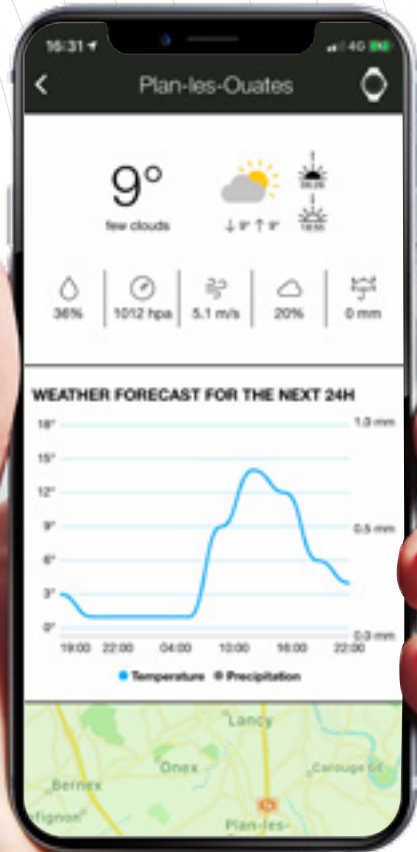 16:31 4G
Plan-les-Ouates
9°
few clouds
↓ 9° ↑ 9°
36% 1012 hpa 5.1 m/s 20% 0 mm
WEATHER FORECAST FOR THE NEXT 24H
18° 1.0 mm
15°
12°
9° 0.5 mm
6°
3°
0° 0.0 mm
19:00 22:00 04:00 10:00 16:00 22:00
Temperature Precipitation
Lancy
Onex Carouge GE
Bernex
Plan-les-